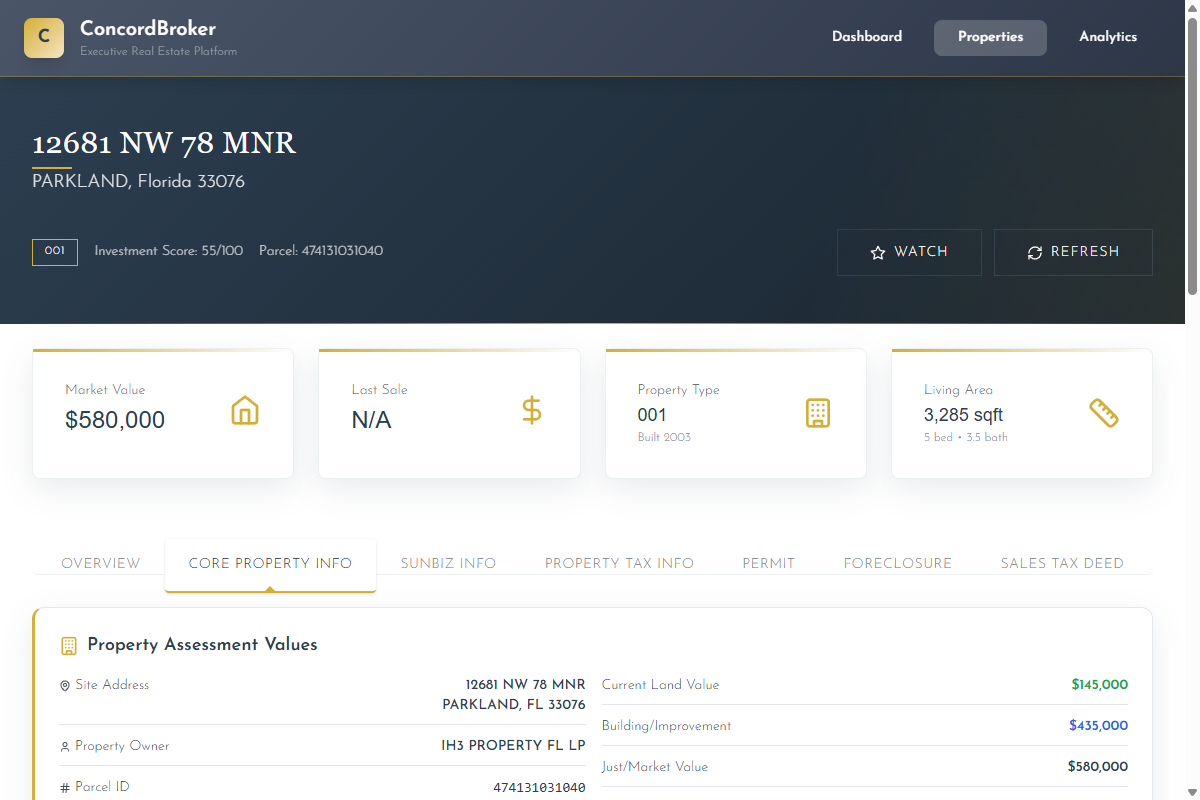 C
ConcordBroker
Executive Real Estate Platform
Dashboard
Properties
Analytics
12681 NW 78 MNR
PARKLAND, Florida 33076
001
Investment Score: 55/100
Parcel: 474131031040
WATCH
REFRESH
Market Value
$580,000
Last Sale
N/A
Property Type
001
Built 2003
Living Area
3,285 sqft
5 bed • 3.5 bath
OVERVIEW
CORE PROPERTY INFO
SUNBIZ INFO
PROPERTY TAX INFO
PERMIT
FORECLOSURE
SALES TAX DEED
Property Assessment Values
Site Address
12681 NW 78 MNR
PARKLAND, FL 33076
Property Owner
IH3 PROPERTY FL LP
# Parcel ID
474131031040
Current Land Value
$145,000
Building/Improvement
$435,000
Just/Market Value
$580,000